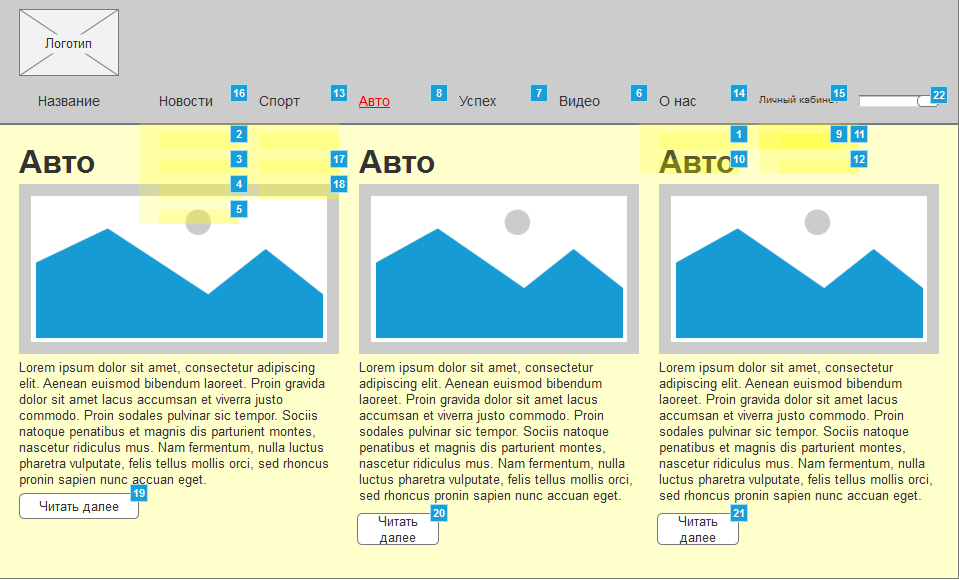 Логотип
Название Новости 16 Спорт 13 Авто 8 Успех 7 Видео 6 О нас 14 Личный кабинет 15 22
2 1 9 11
Авто 3 17 Авто Авто 10 12
4 18
5
Lorem ipsum dolor sit amet, consectetur adipiscing
elit. Aenean euismod bibendum laoreet. Proin gravida
dolor sit amet lacus accumsan et viverra justo
commodo. Proin sodales pulvinar sic tempor. Sociis
natoque penatibus et magnis dis parturient montes,
nascetur ridiculus mus. Nam fermentum, nulla luctus
pharetra vulputate, felis tellus mollis orci, sed rhoncus
pronin sapien nunc accuan eget.
19
Читать далее
Lorem ipsum dolor sit amet, consectetur
adipiscing elit. Aenean euismod bibendum
laoreet. Proin gravida dolor sit amet lacus
accumsan et viverra justo commodo. Proin
sodales pulvinar sic tempor. Sociis natoque
penatibus et magnis dis parturient montes,
nascetur ridiculus mus. Nam fermentum, nulla
luctus pharetra vulputate, felis tellus mollis orci,
sed rhoncus pronin sapien nunc accuan eget.
20
Читать
далее
Lorem ipsum dolor sit amet, consectetur
adipiscing elit. Aenean euismod bibendum
laoreet. Proin gravida dolor sit amet lacus
accumsan et viverra justo commodo. Proin
sodales pulvinar sic tempor. Sociis natoque
penatibus et magnis dis parturient montes,
nascetur ridiculus mus. Nam fermentum, nulla
luctus pharetra vulputate, felis tellus mollis orci,
sed rhoncus pronin sapien nunc accuan eget.
21
Читать
далее